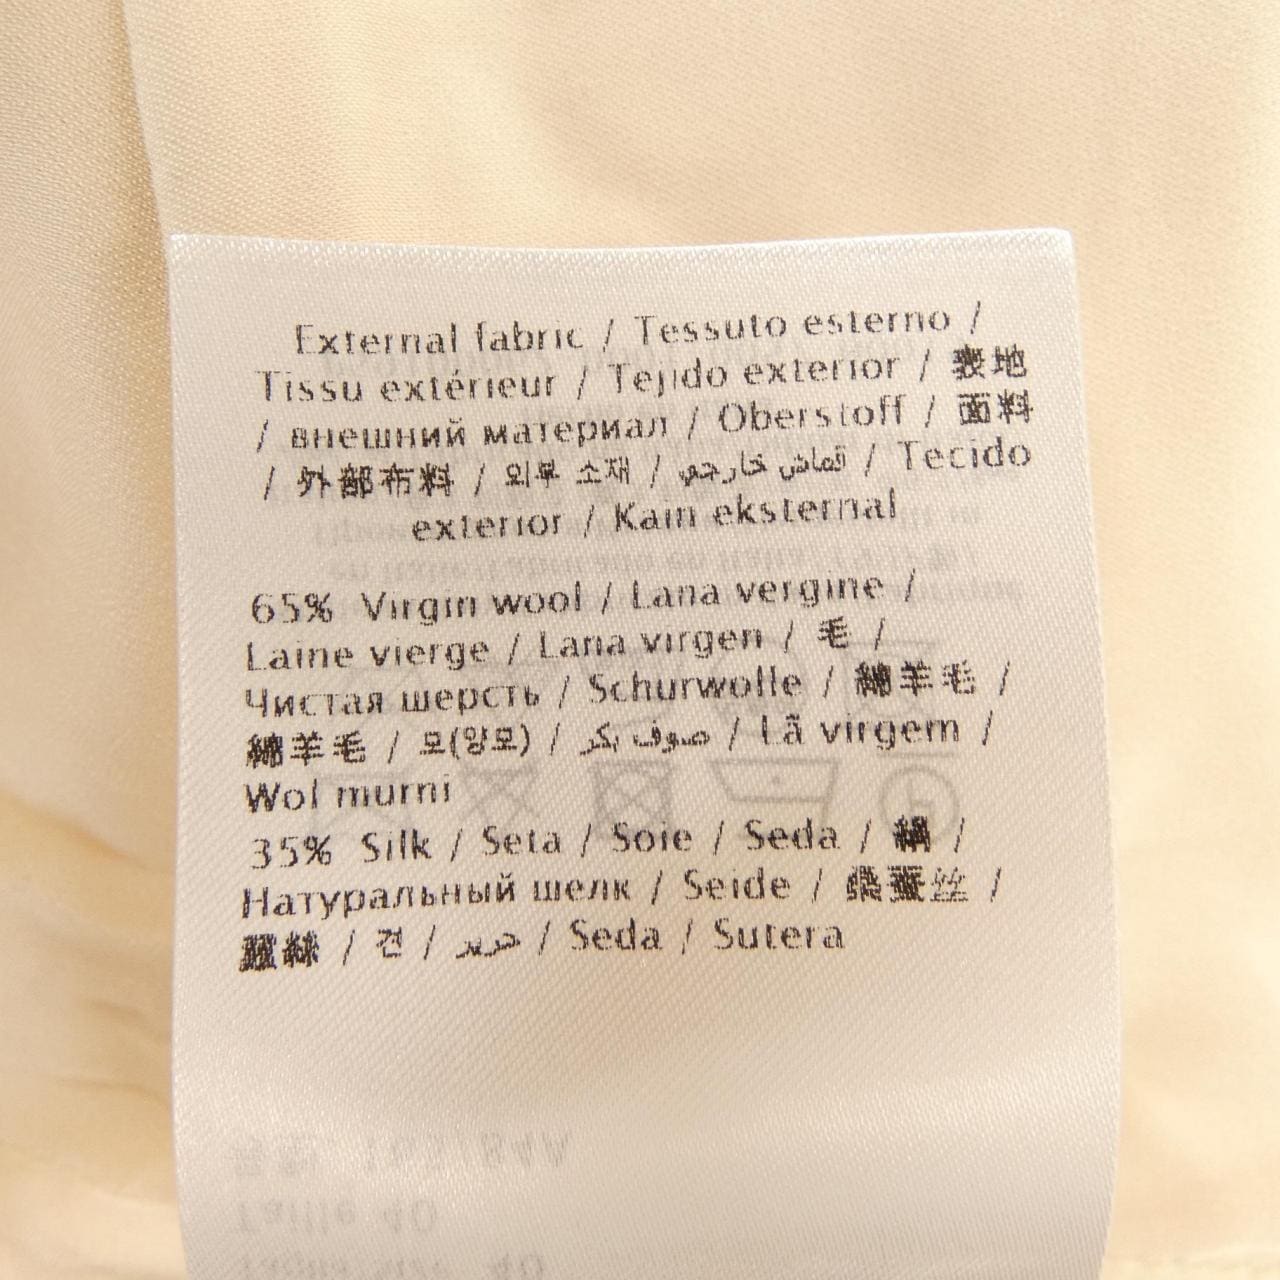 External fabric / Tessuto esterno /
Tissu extérieur / Tejido exterior / 表地
/ внешний материал / Oberstoff / 面料
/ 外部布料 / 외부 소재 / قماش خارجي / Tecido
exterior / Kain eksternal
65% Virgin wool / Lana vergine /
Laine vierge / Lana virgen / 毛 /
Чистая шерсть / Schurwolle / 綿羊毛 /
綿羊毛 / 모(양모) / صوف بكر / Lã virgem /
Wol murni
35% Silk / Seta / Soie / Seda / 絹 /
Натуральный шелк / Seide / 桑蚕丝 /
蠶絲 / 견 / حرير / Seda / Sutera
Taille 40